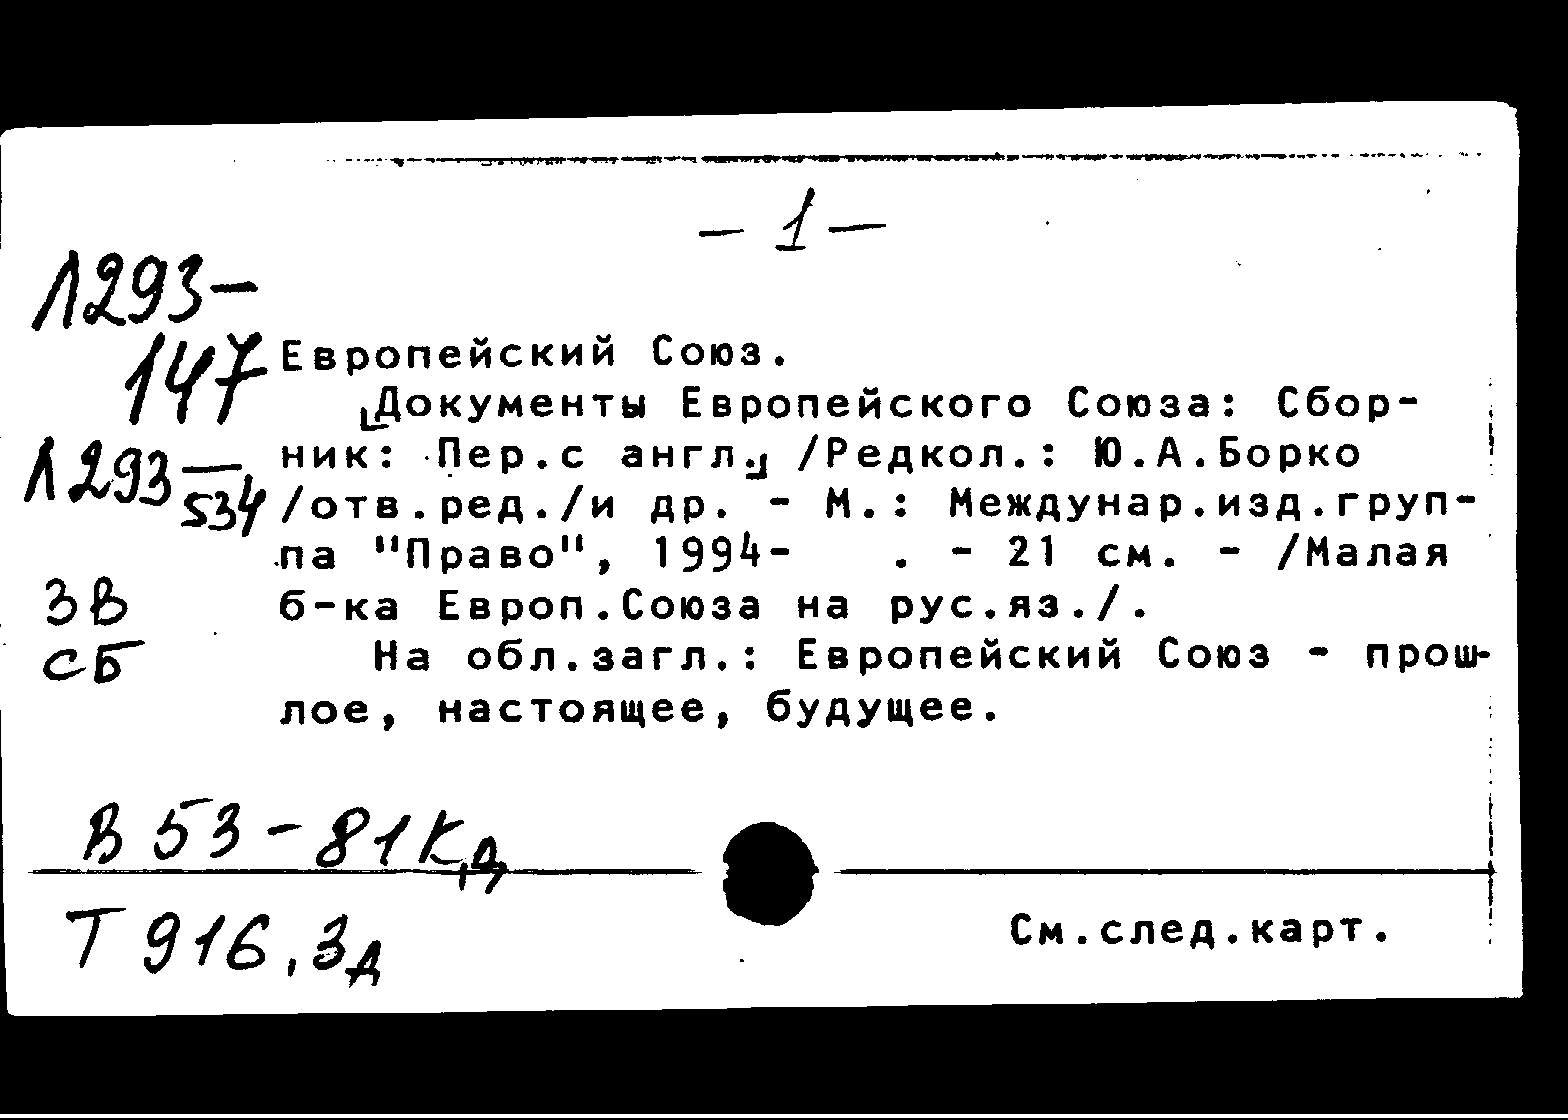 — 1 —
Л293-
147
Европейский Союз.
Документы Европейского Союза: Сбор-
Л293-
534
ник: Пер.с англ. /Редкол.: Ю.А.Борко
/отв.ред./и др. - М.: Междунар.изд.груп-
па "Право", 1994-   . - 21 см. - /Малая
ЗВ
б-ка Европ.Союза на рус.яз./.
СБ
На обл.загл.: Европейский Союз - прош-
лое, настоящее, будущее.
В 53-81 К,Д
Т 916, 3д
См.след.карт.